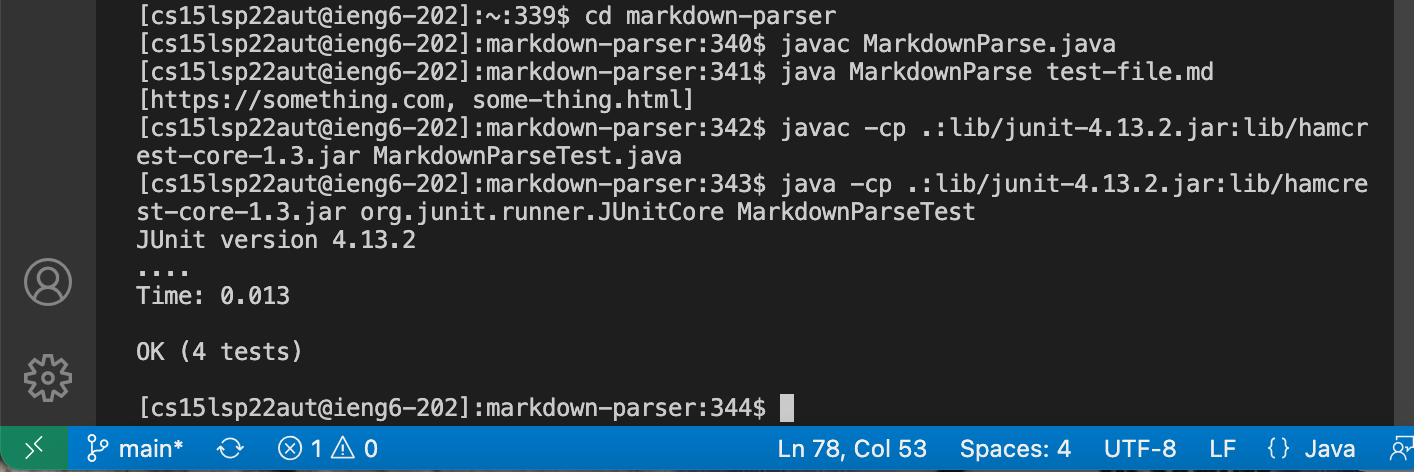 [cs15lsp22aut@ieng6-202]:~:339$ cd markdown-parser
[cs15lsp22aut@ieng6-202]:markdown-parser:340$ javac MarkdownParse.java
[cs15lsp22aut@ieng6-202]:markdown-parser:341$ java MarkdownParse test-file.md
[https://something.com, some-thing.html]
[cs15lsp22aut@ieng6-202]:markdown-parser:342$ javac -cp .:lib/junit-4.13.2.jar:lib/hamcr
est-core-1.3.jar MarkdownParseTest.java
[cs15lsp22aut@ieng6-202]:markdown-parser:343$ java -cp .:lib/junit-4.13.2.jar:lib/hamcre
st-core-1.3.jar org.junit.runner.JUnitCore MarkdownParseTest
JUnit version 4.13.2
....
Time: 0.013
OK (4 tests)
[cs15lsp22aut@ieng6-202]:markdown-parser:344$
main* 1 0 Ln 78, Col 53 Spaces: 4 UTF-8 LF {} Java